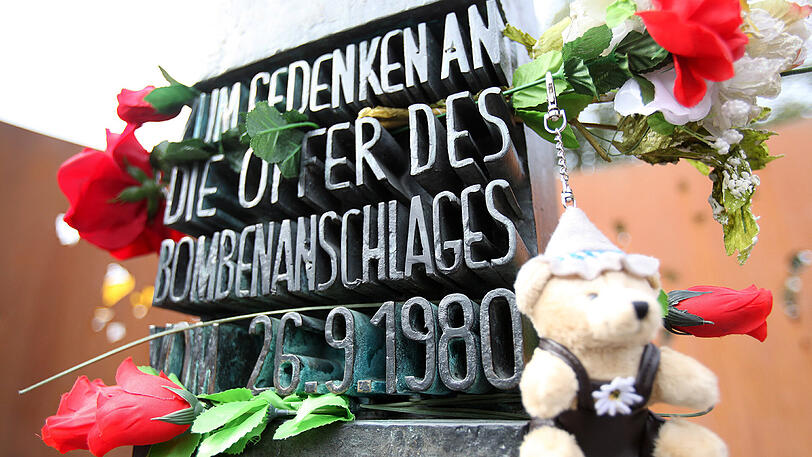 ZUM GEDENKEN AN
DIE OPFER DES
BOMBENANSCHLAGES
VOM 26.9.1980